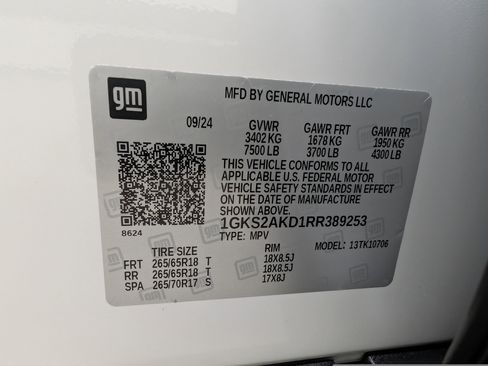 gm
MFD BY GENERAL MOTORS LLC
09/24 GVWR GAWR FRT GAWR RR
3402 KG 1678 KG 1950 KG
7500 LB 3700 LB 4300 LB
THIS VEHICLE CONFORMS TO ALL
APPLICABLE U.S. FEDERAL MOTOR
VEHICLE SAFETY STANDARDS IN EFFECT
ON THE DATE OF MANUFACTURE
SHOWN ABOVE.
8624 1GKS2AKD1RR389253
TYPE: MPV MODEL: 13TK10706
TIRE SIZE RIM
FRT 265/65R18 T 18X8.5J
RR 265/65R18 T 18X8.5J
SPA 265/70R17 S 17X8J